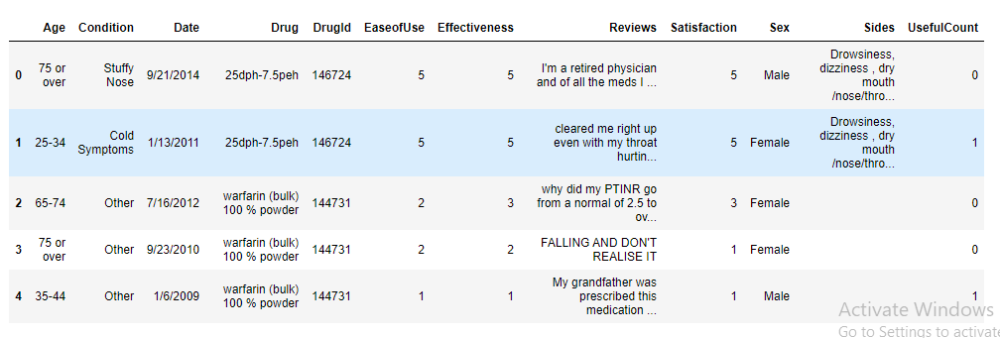 Age Condition Date Drug DrugId EaseofUse Effectiveness Reviews Satisfaction Sex Sides UsefulCount
0 75 or over Stuffy Nose 9/21/2014 25dph-7.5peh 146724 5 5 I'm a retired physician and of all the meds I ... 5 Male Drowsiness, dizziness , dry mouth /nose/thro... 0
1 25-34 Cold Symptoms 1/13/2011 25dph-7.5peh 146724 5 5 cleared me right up even with my throat hurtin... 5 Female Drowsiness, dizziness , dry mouth /nose/thro... 1
2 65-74 Other 7/16/2012 warfarin (bulk) 100 % powder 144731 2 3 why did my PTINR go from a normal of 2.5 to ov... 3 Female 0
3 75 or over Other 9/23/2010 warfarin (bulk) 100 % powder 144731 2 2 FALLING AND DON'T REALISE IT 1 Female 0
4 35-44 Other 1/6/2009 warfarin (bulk) 100 % powder 144731 1 1 My grandfather was prescribed this medication ... 1 Male 1
Activate Windows
Go to Settings to activate